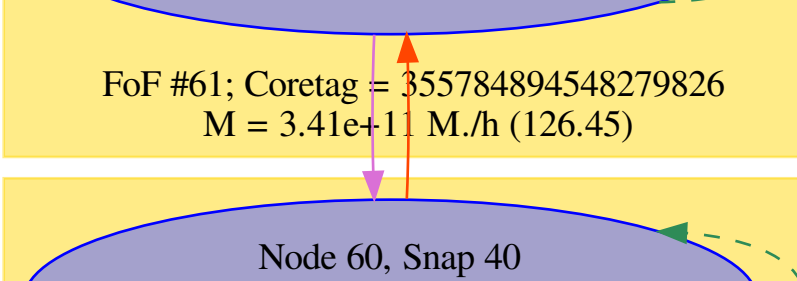 FoF #61; Coretag = 355784894548279826
M = 3.41e+11 M./h (126.45)
Node 60, Snap 40